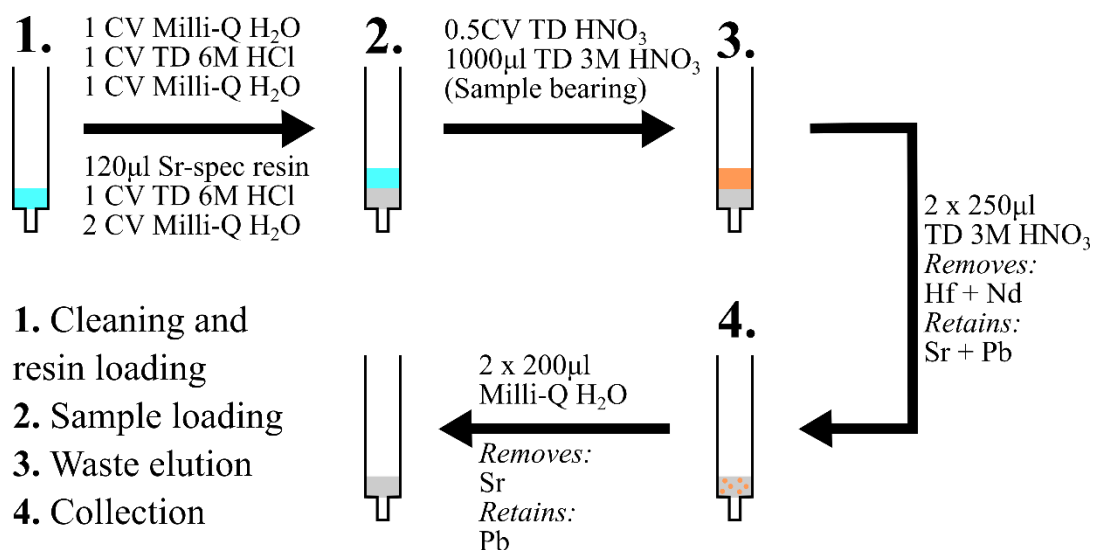 1.
1 CV Milli-Q H₂O
1 CV TD 6M HCl
1 CV Milli-Q H₂O
120µl Sr-spec resin
1 CV TD 6M HCl
2 CV Milli-Q H₂O
2.
0.5CV TD HNO₃
1000µl TD 3M HNO₃
(Sample bearing)
3.
2 x 250µl
TD 3M HNO₃
Removes:
Hf + Nd
Retains:
Sr + Pb
4.
2 x 200µl
Milli-Q H₂O
Removes:
Sr
Retains:
Pb
1. Cleaning and
resin loading
2. Sample loading
3. Waste elution
4. Collection